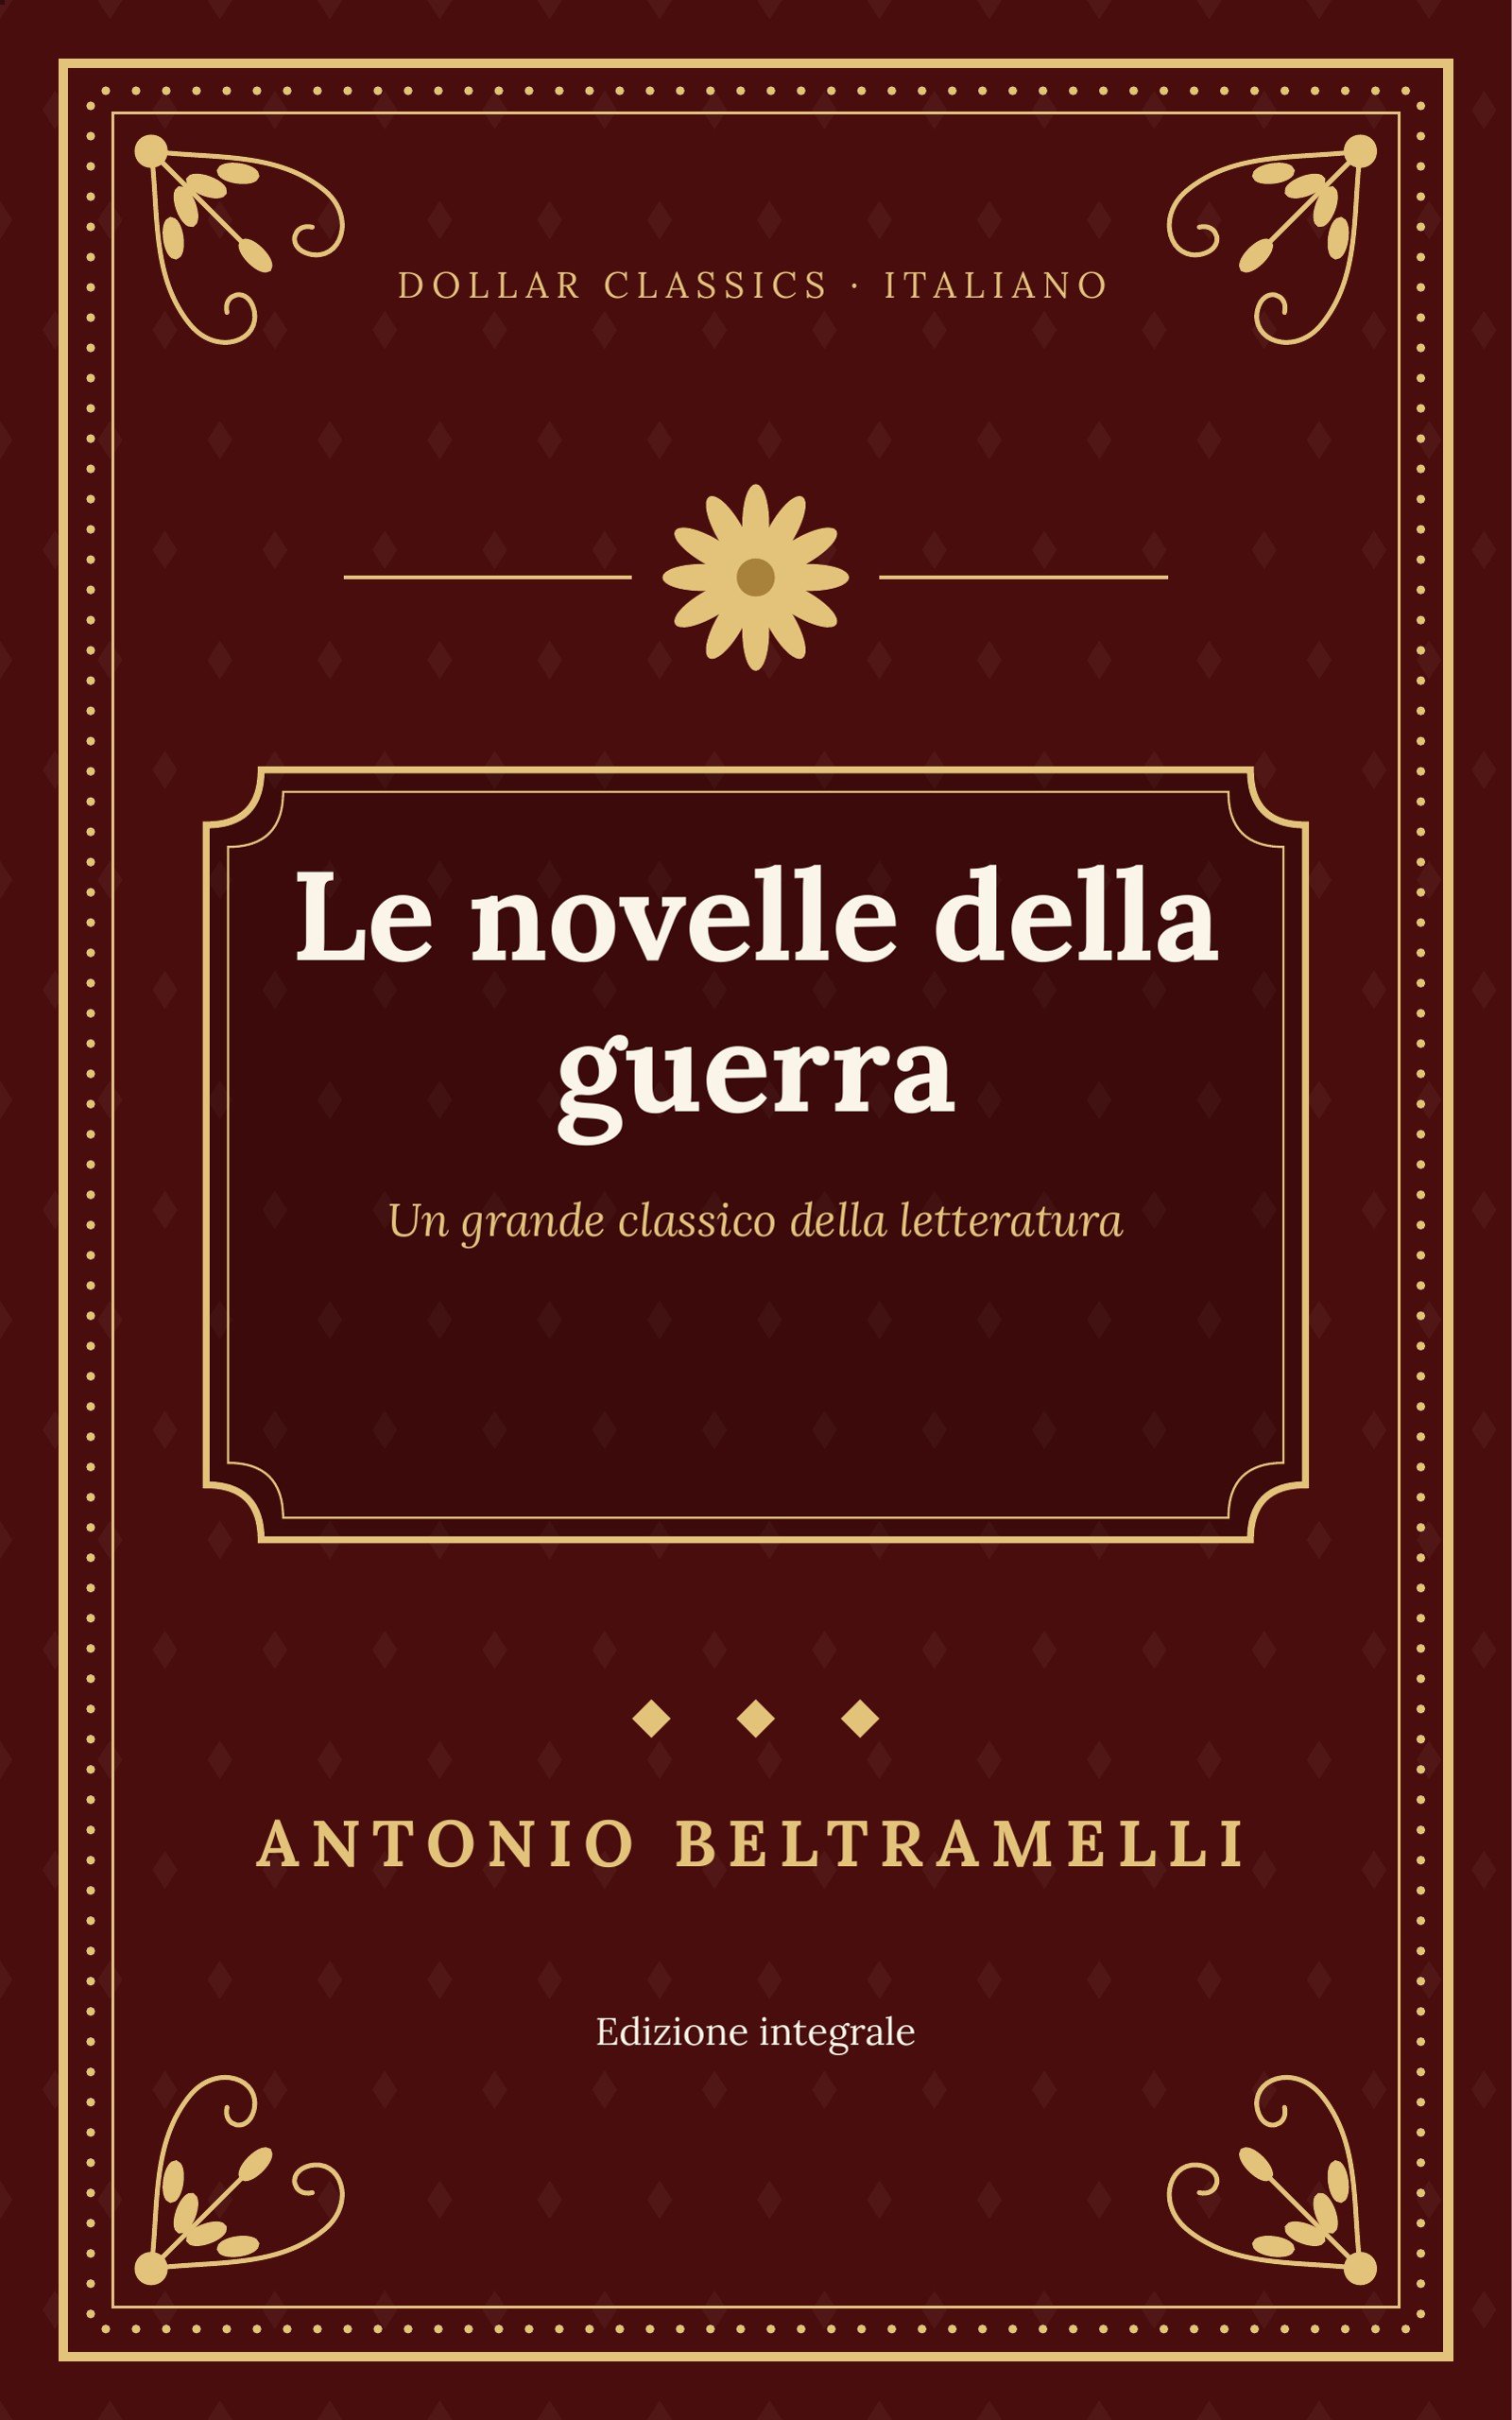 DOLLAR CLASSICS · ITALIANO
Le novelle della
guerra
Un grande classico della letteratura
ANTONIO BELTRAMELLI
Edizione integrale